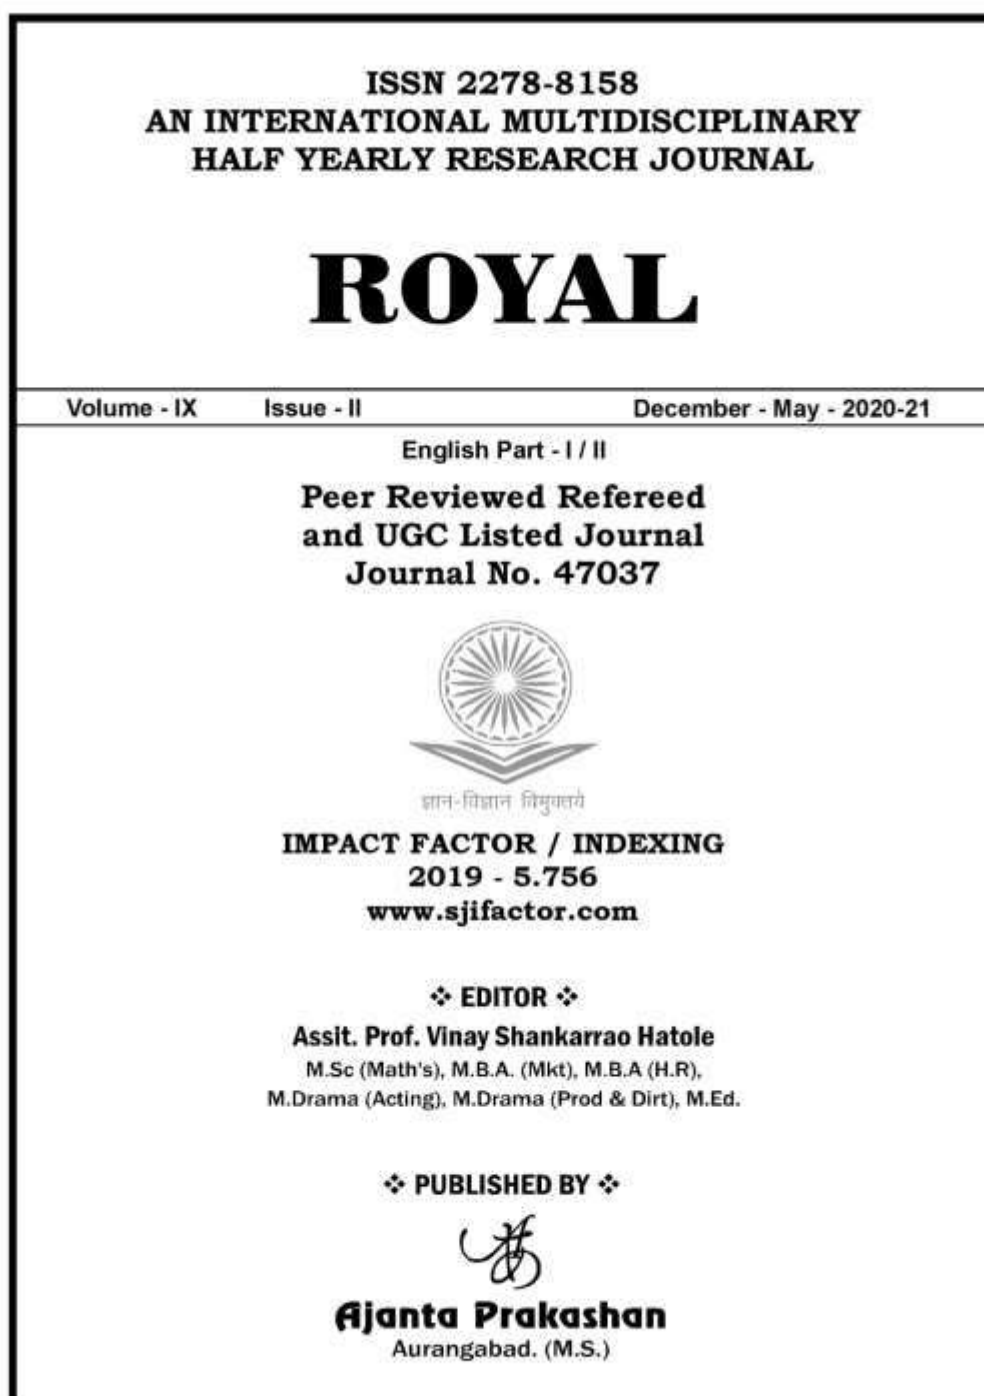 ISSN 2278-8158
AN INTERNATIONAL MULTIDISCIPLINARY
HALF YEARLY RESEARCH JOURNAL
ROYAL
Volume - IX Issue - II December - May - 2020-21
English Part - I / II
Peer Reviewed Refereed
and UGC Listed Journal
Journal No. 47037
ज्ञान-विज्ञान विमुक्तये
IMPACT FACTOR / INDEXING
2019 - 5.756
www.sjifactor.com
❖ EDITOR ❖
Assit. Prof. Vinay Shankarrao Hatole
M.Sc (Math's), M.B.A. (Mkt), M.B.A (H.R),
M.Drama (Acting), M.Drama (Prod & Dirt), M.Ed.
❖ PUBLISHED BY ❖
Ajanta Prakashan
Aurangabad. (M.S.)